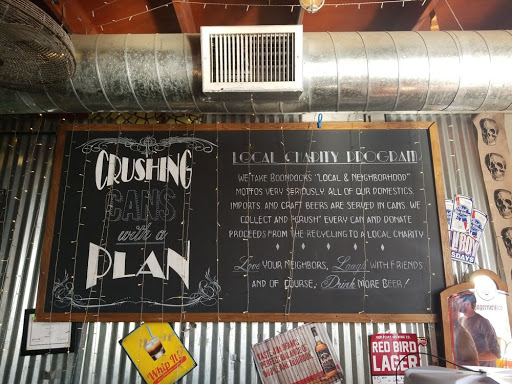 CRUSHING
CANS
with a
PLAN
LOCAL CHARITY PROGRAM
WE TAKE BOONDOCKS "LOCAL & NEIGHBORHOOD"
MOTTOS VERY SERIOUSLY. ALL OF OUR DOMESTICS,
IMPORTS, AND CRAFT BEERS ARE SERVED IN CANS. WE
COLLECT AND "CRUSH" EVERY CAN AND DONATE
PROCEEDS FROM THE RECYCLING TO A LOCAL CHARITY.
Love YOUR NEIGHBORS, Laugh WITH FRIENDS
AND OF COURSE, Drink MORE BEER!
Whip It!
RED BIRD
LAGER